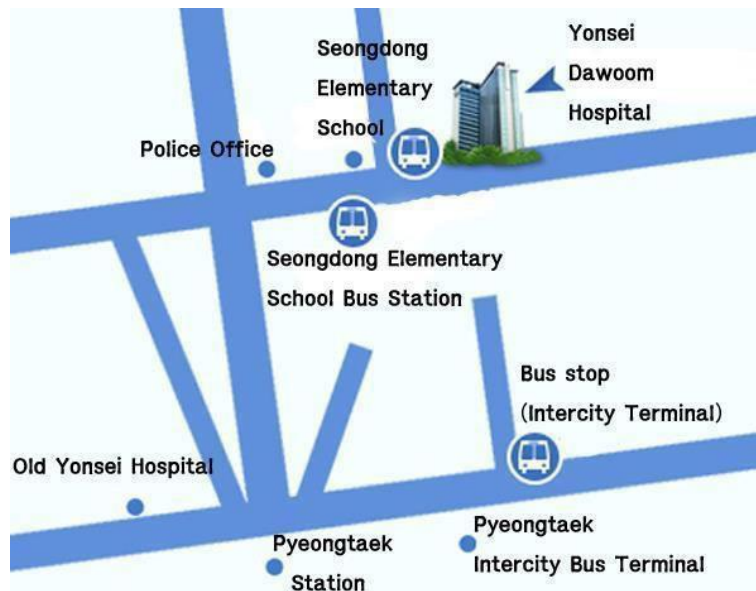 Seongdong
Elementary
School
Yonsei
Dawoom
Hospital
Police Office
Seongdong Elementary
School Bus Station
Bus stop
(Intercity Terminal)
Old Yonsei Hospital
Pyeongtaek
Station
Pyeongtaek
Intercity Bus Terminal